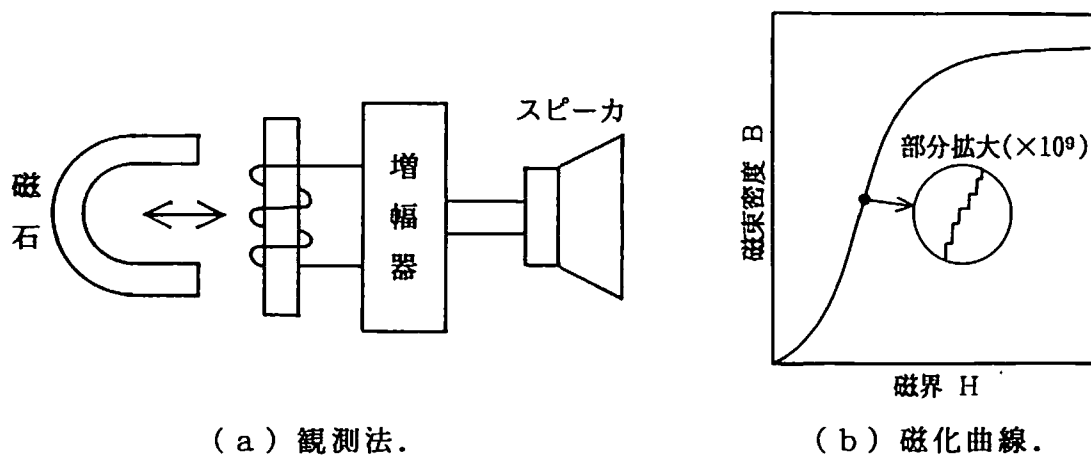 磁石
増幅器
スピーカ
(a)観測法.
磁束密度 B
部分拡大(×10⁹)
磁界 H
(b)磁化曲線.